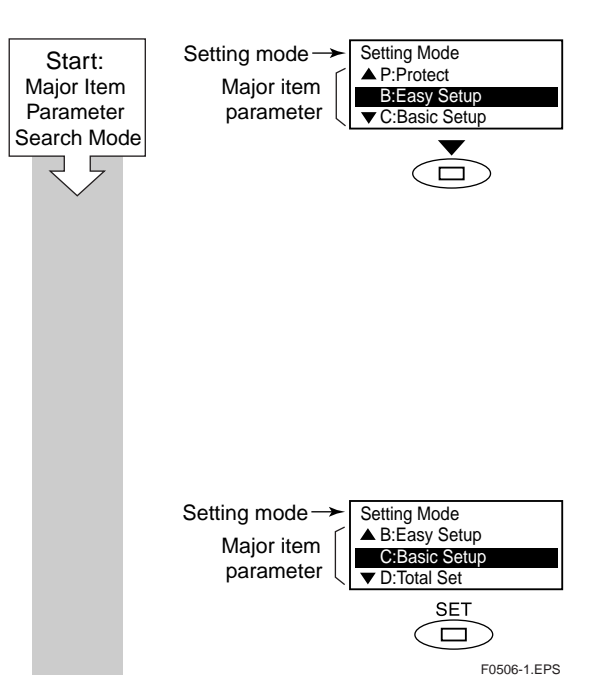 Start:
Major Item
Parameter
Search Mode
Setting mode
Major item
parameter
Setting Mode
▲ P:Protect
B:Easy Setup
▼ C:Basic Setup
Setting mode
Major item
parameter
Setting Mode
▲ B:Easy Setup
C:Basic Setup
▼ D:Total Set
SET
F0506-1.EPS